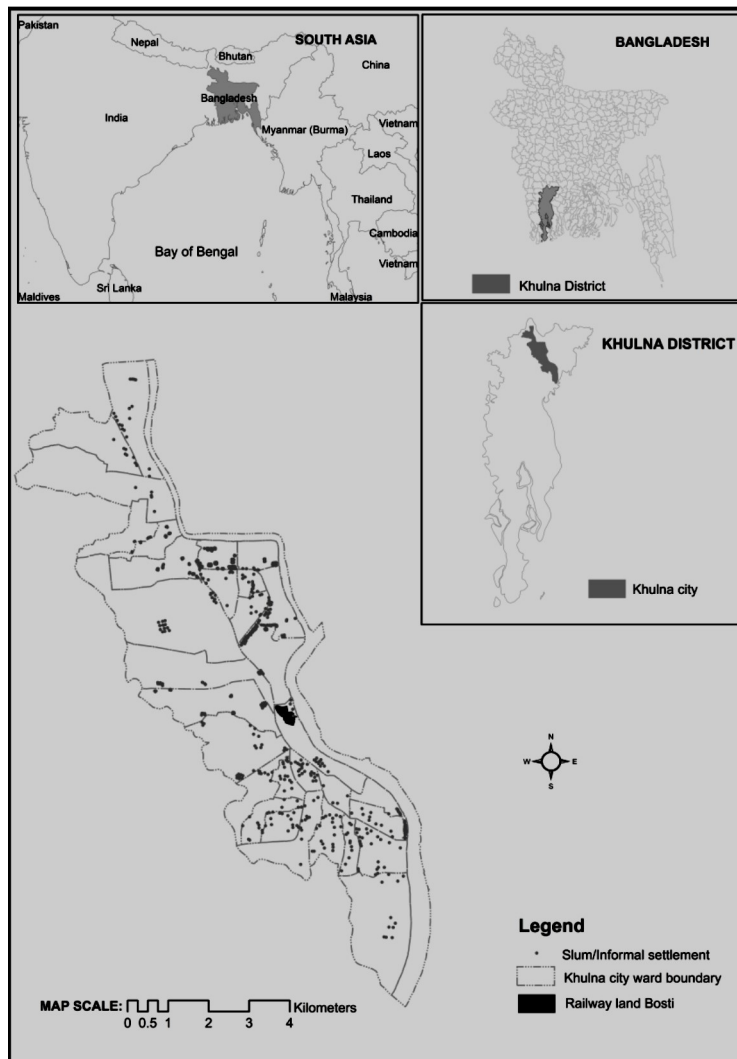 Pakistan
SOUTH ASIA
Nepal
Bhutan
China
Bangladesh
India
Myanmar (Burma)
Vietnam
Laos
Thailand
Cambodia
Bay of Bengal
Vietnam
Sri Lanka
Maldives
Malaysia
BANGLADESH
Khulna District
KHULNA DISTRICT
Khulna city
N
W E
S
Legend
Slum/Informal settlement
Khulna city ward boundary
Railway land Bosti
MAP SCALE: Kilometers
0 0.5 1 2 3 4